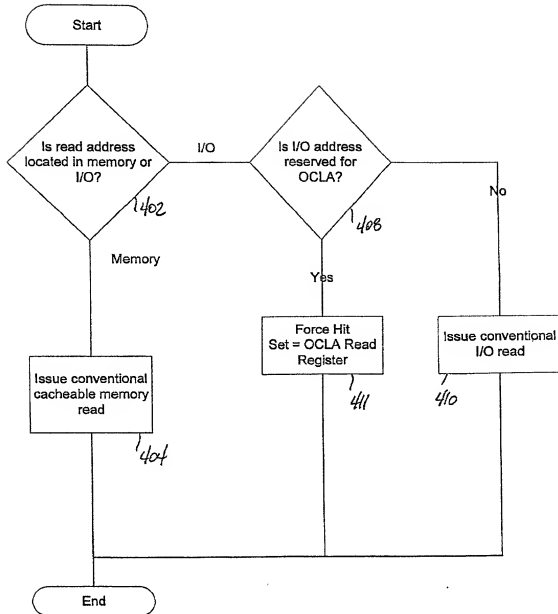 Start
Is read address
located in memory or
I/O?
402
I/O
Is I/O address
reserved for
OCLA?
408
No
Memory
Yes
Force Hit
Set = OCLA Read
Register
411
Issue conventional
I/O read
410
Issue conventional
cacheable memory
read
404
End